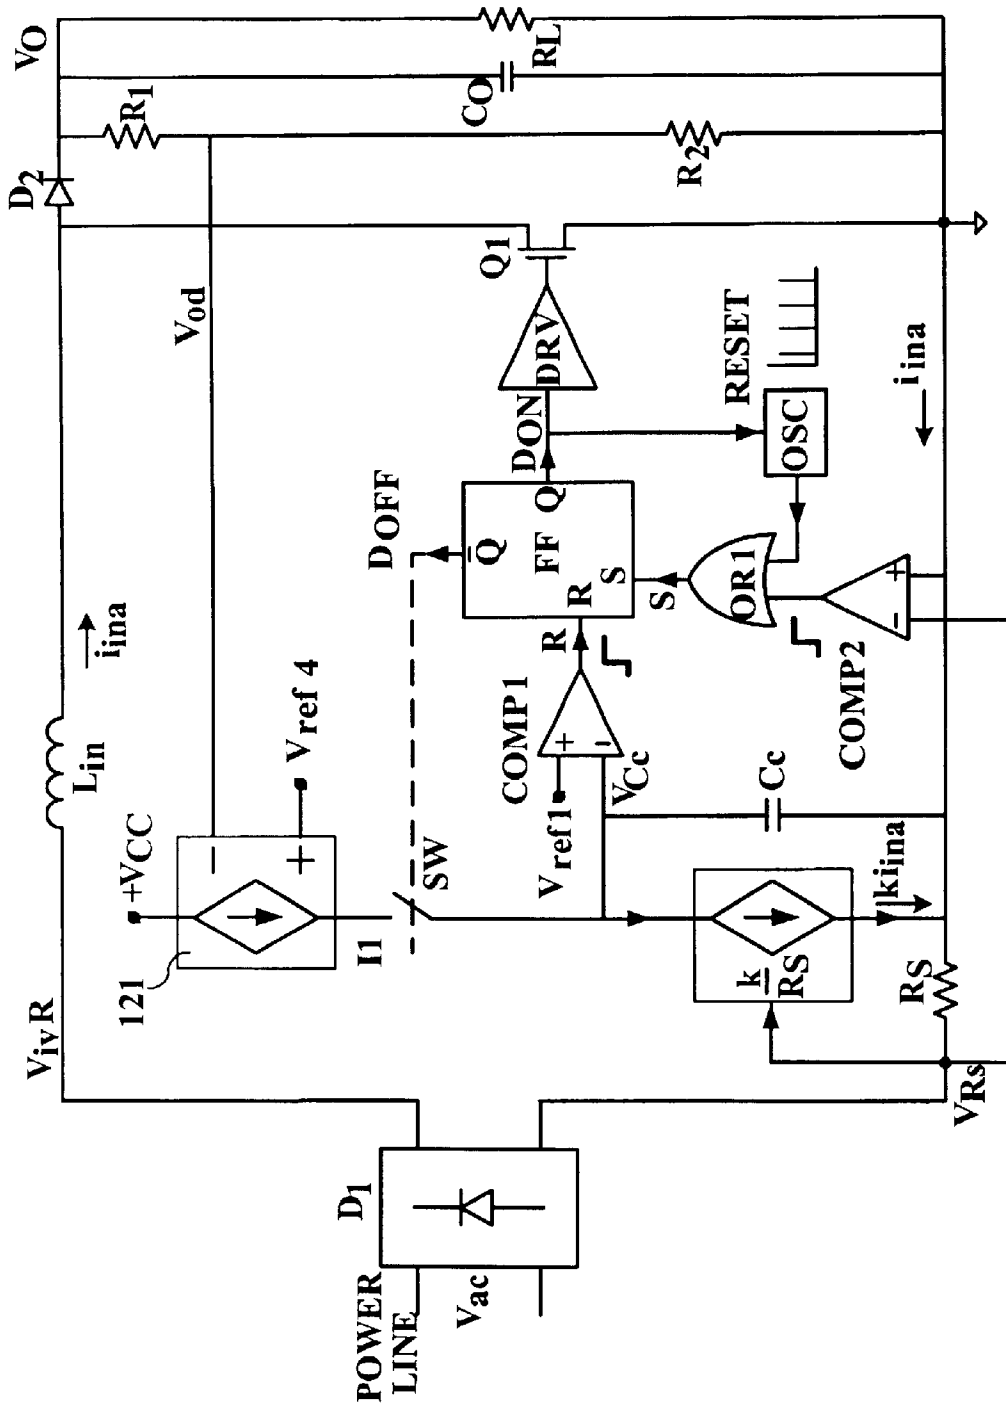 POWER
LINE
Vac
D1
VivR
Lin
iina
D2
VO
121
+VCC
−
+
Vref 4
I1
SW
Vod
R1
R2
CO
RL
DOFF
Q̄
FF
Q
R
S
DON
DRV
Q1
COMP1
+
−
R
Vref1
VCc
Cc
S
OR1
OSC
RESET
COMP2
−
+
k
RS
kiina
RS
VRs
iina